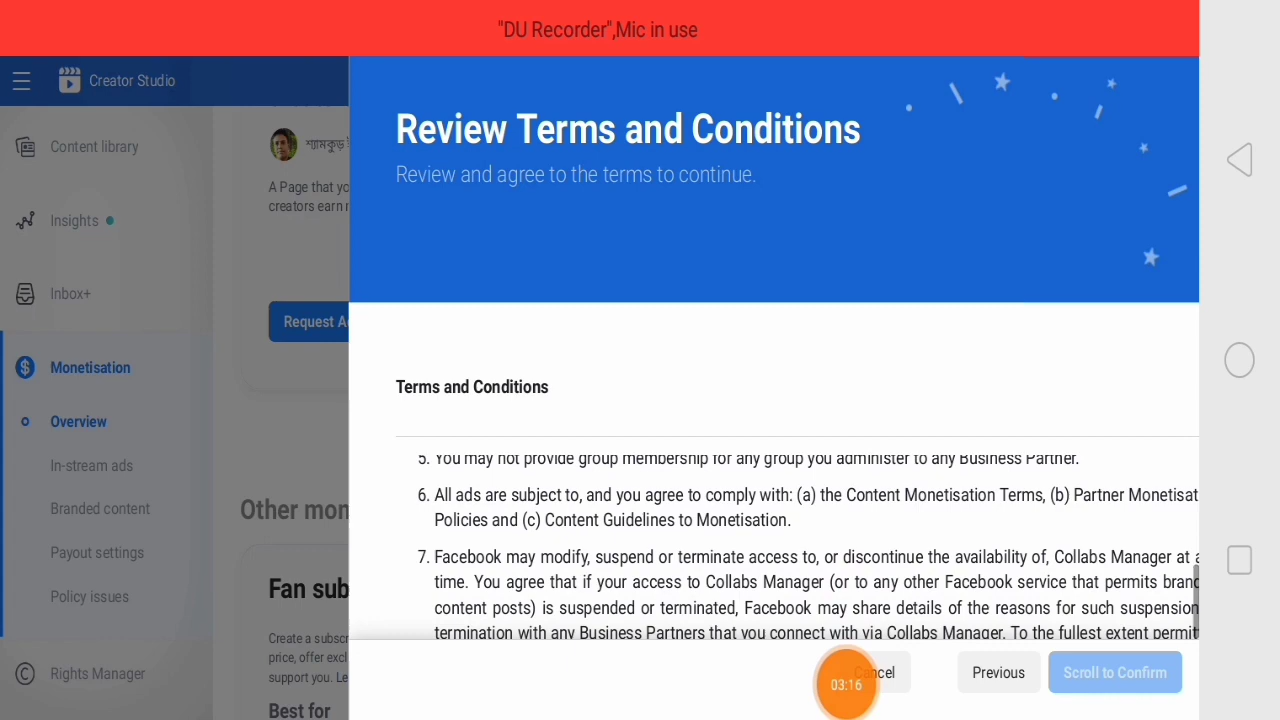 "DU Recorder",Mic in use
Creator Studio
Content library
Insights
Inbox+
Monetisation
Overview
In-stream ads
Branded content
Payout settings
Policy issues
Rights Manager
শ্যামকুড়
A Page that yo
creators earn r
Request A
Other mon
Fan sub
Create a subscr
price, offer excl
support you. Le
Best for
Review Terms and Conditions
Review and agree to the terms to continue.
Terms and Conditions
5. You may not provide group membership for any group you administer to any Business Partner.
6. All ads are subject to, and you agree to comply with: (a) the Content Monetisation Terms, (b) Partner Monetisat
Policies and (c) Content Guidelines to Monetisation.
7. Facebook may modify, suspend or terminate access to, or discontinue the availability of, Collabs Manager at a
time. You agree that if your access to Collabs Manager (or to any other Facebook service that permits brand
content posts) is suspended or terminated, Facebook may share details of the reasons for such suspension
termination with any Business Partners that you connect with via Collabs Manager. To the fullest extent permit
Cancel
03:16
Previous
Scroll to Confirm